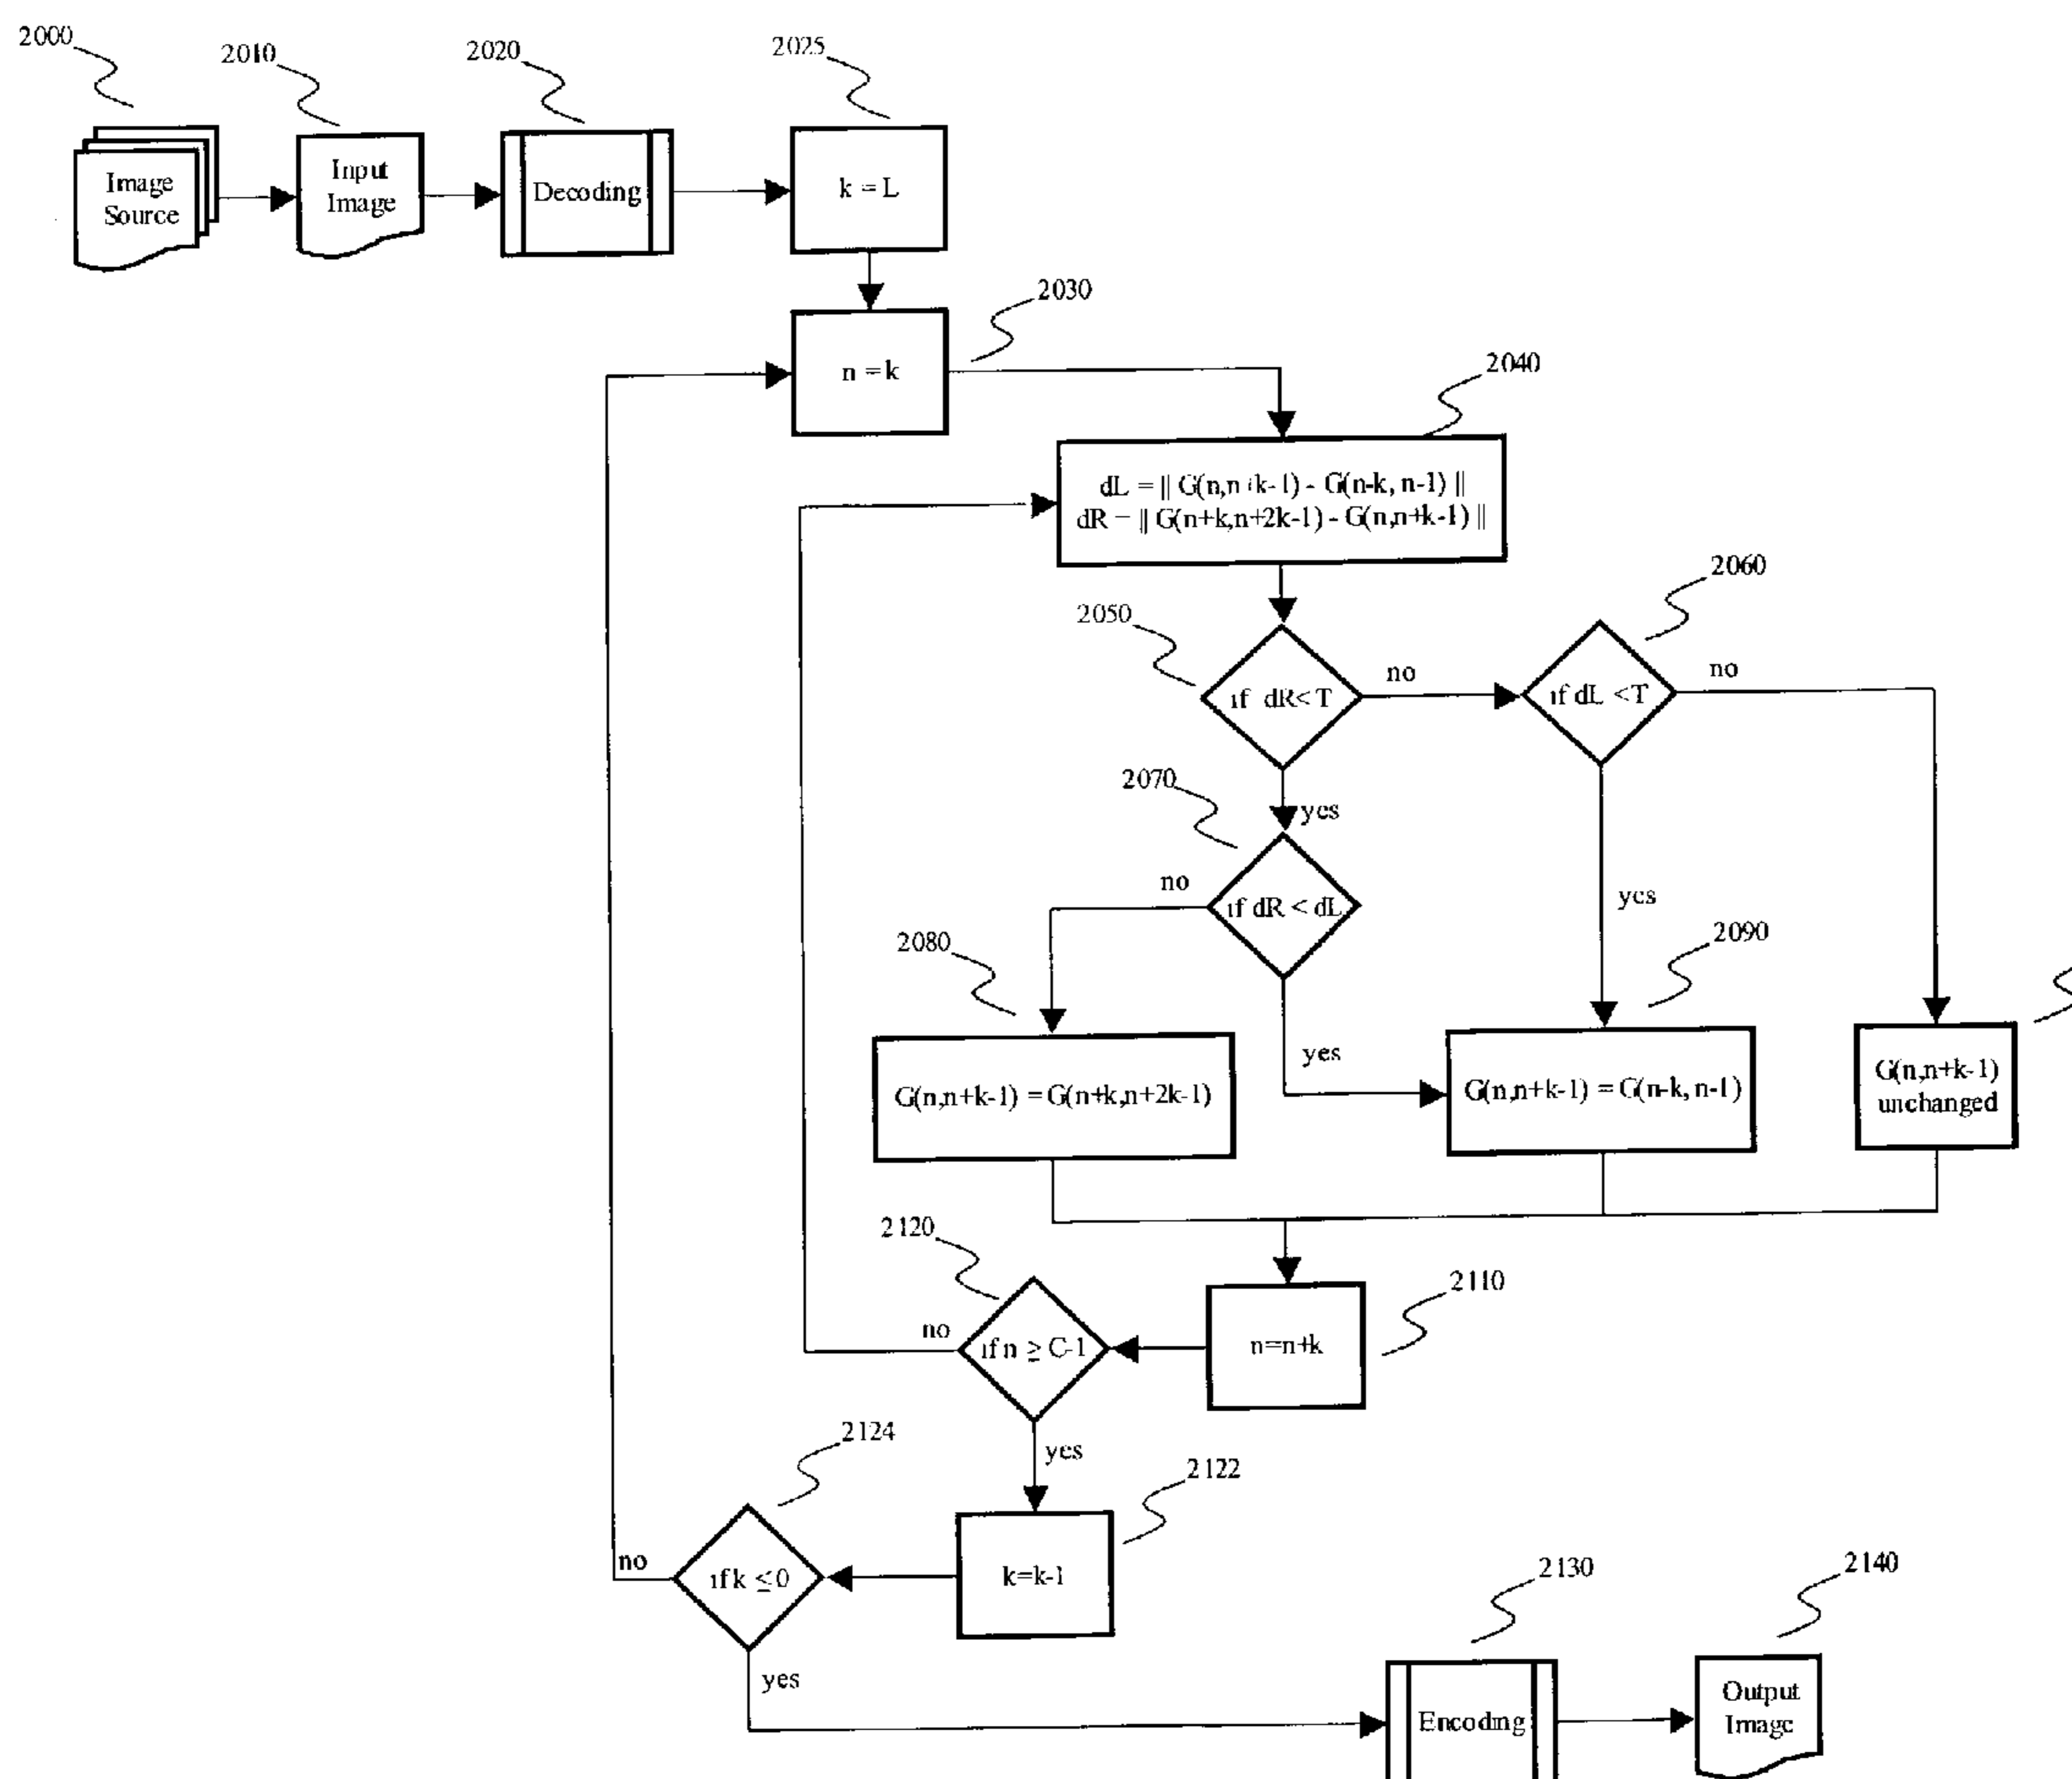 2000
2010
2020
2025
Image
Source
Input
Image
Decoding
k = L
2030
n = k
2040
dL = || G(n,n+k-1) - G(n-k, n-1) ||
dR = || G(n+k,n+2k-1) - G(n,n+k-1) ||
2050
2060
if dR< T
no
if dL < T
no
2070
yes
if dR < dL
no
yes
2080
2090
yes
G(n,n+k-1) = G(n+k,n+2k-1)
G(n,n+k-1) = G(n-k, n-1)
G(n,n+k-1)
unchanged
2120
2110
no
if n ≥ C-1
n=n+k
yes
2124
2122
no
if k ≤ 0
k=k-1
yes
2130
2140
Encoding
Output
Image